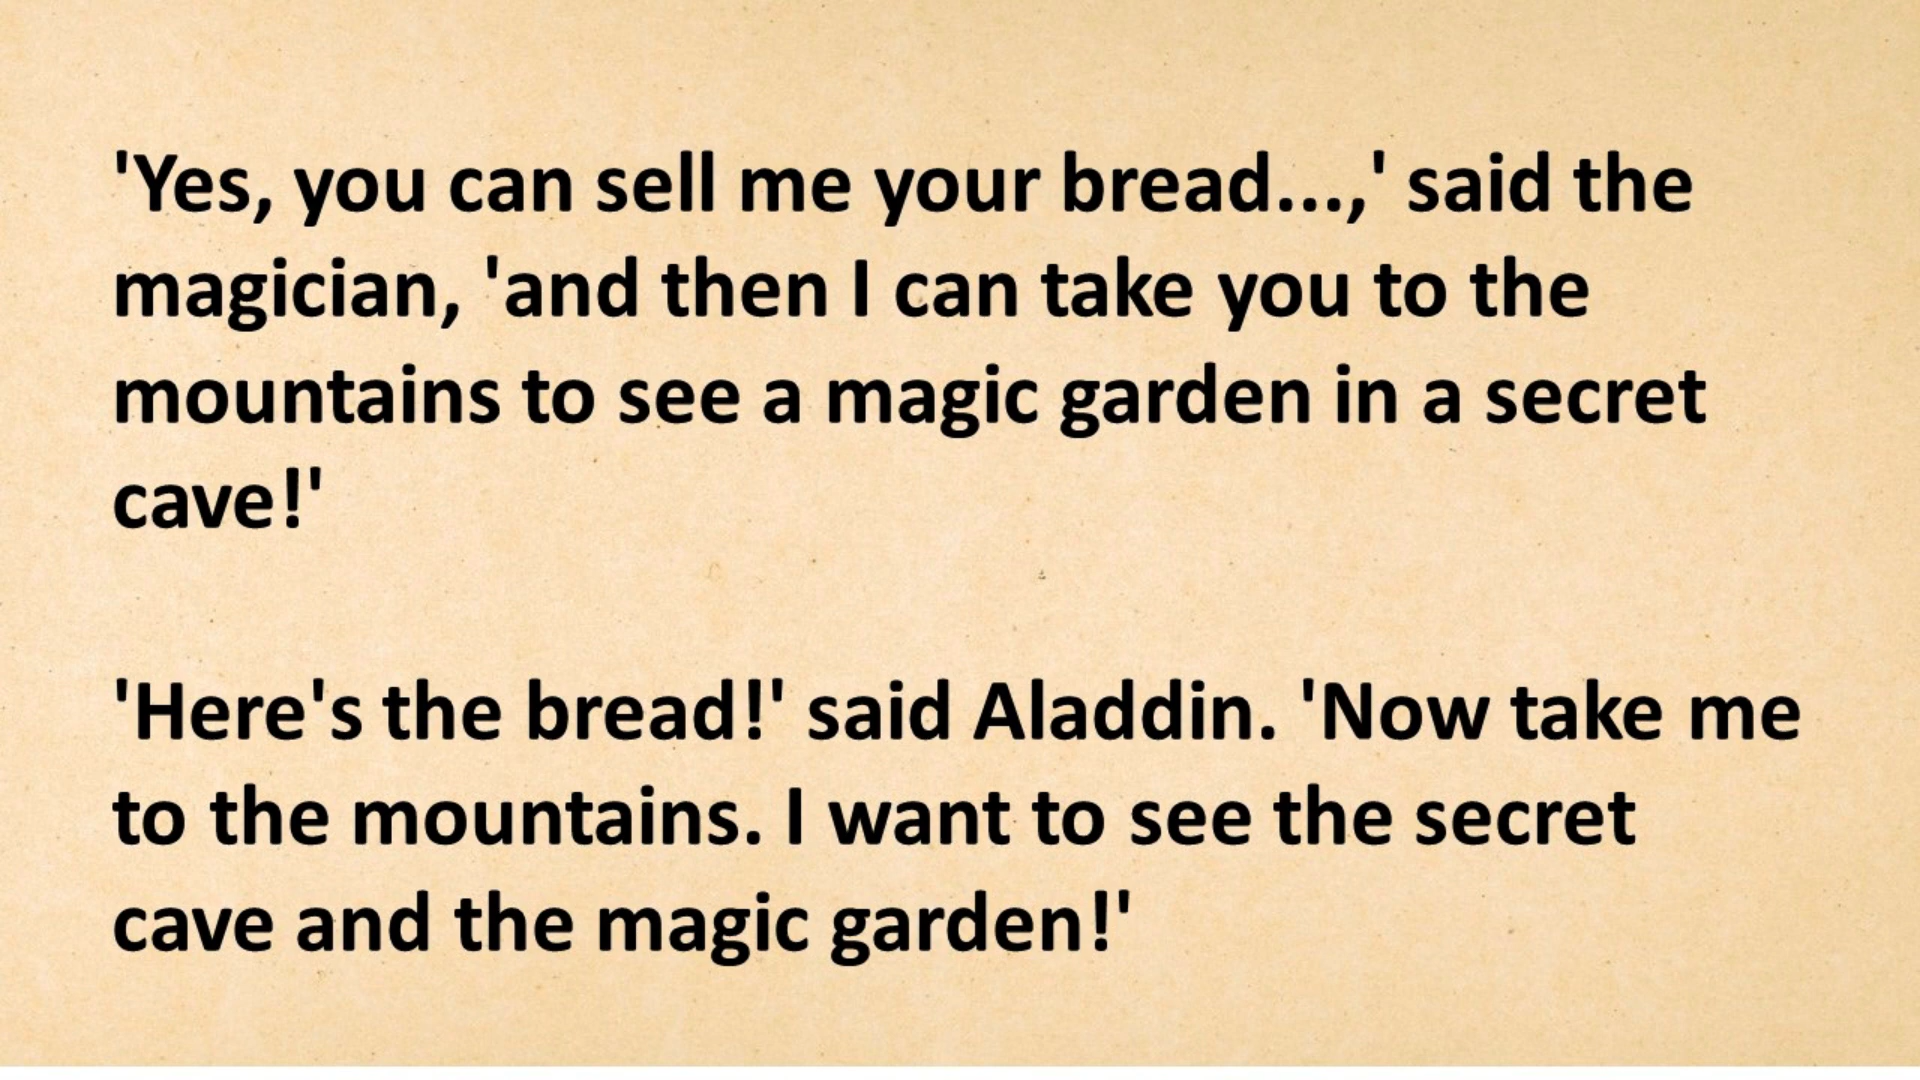 'Yes, you can sell me your bread...,' said the
magician, 'and then I can take you to the
mountains to see a magic garden in a secret
cave!'
'Here's the bread!' said Aladdin. 'Now take me
to the mountains. I want to see the secret
cave and the magic garden!'